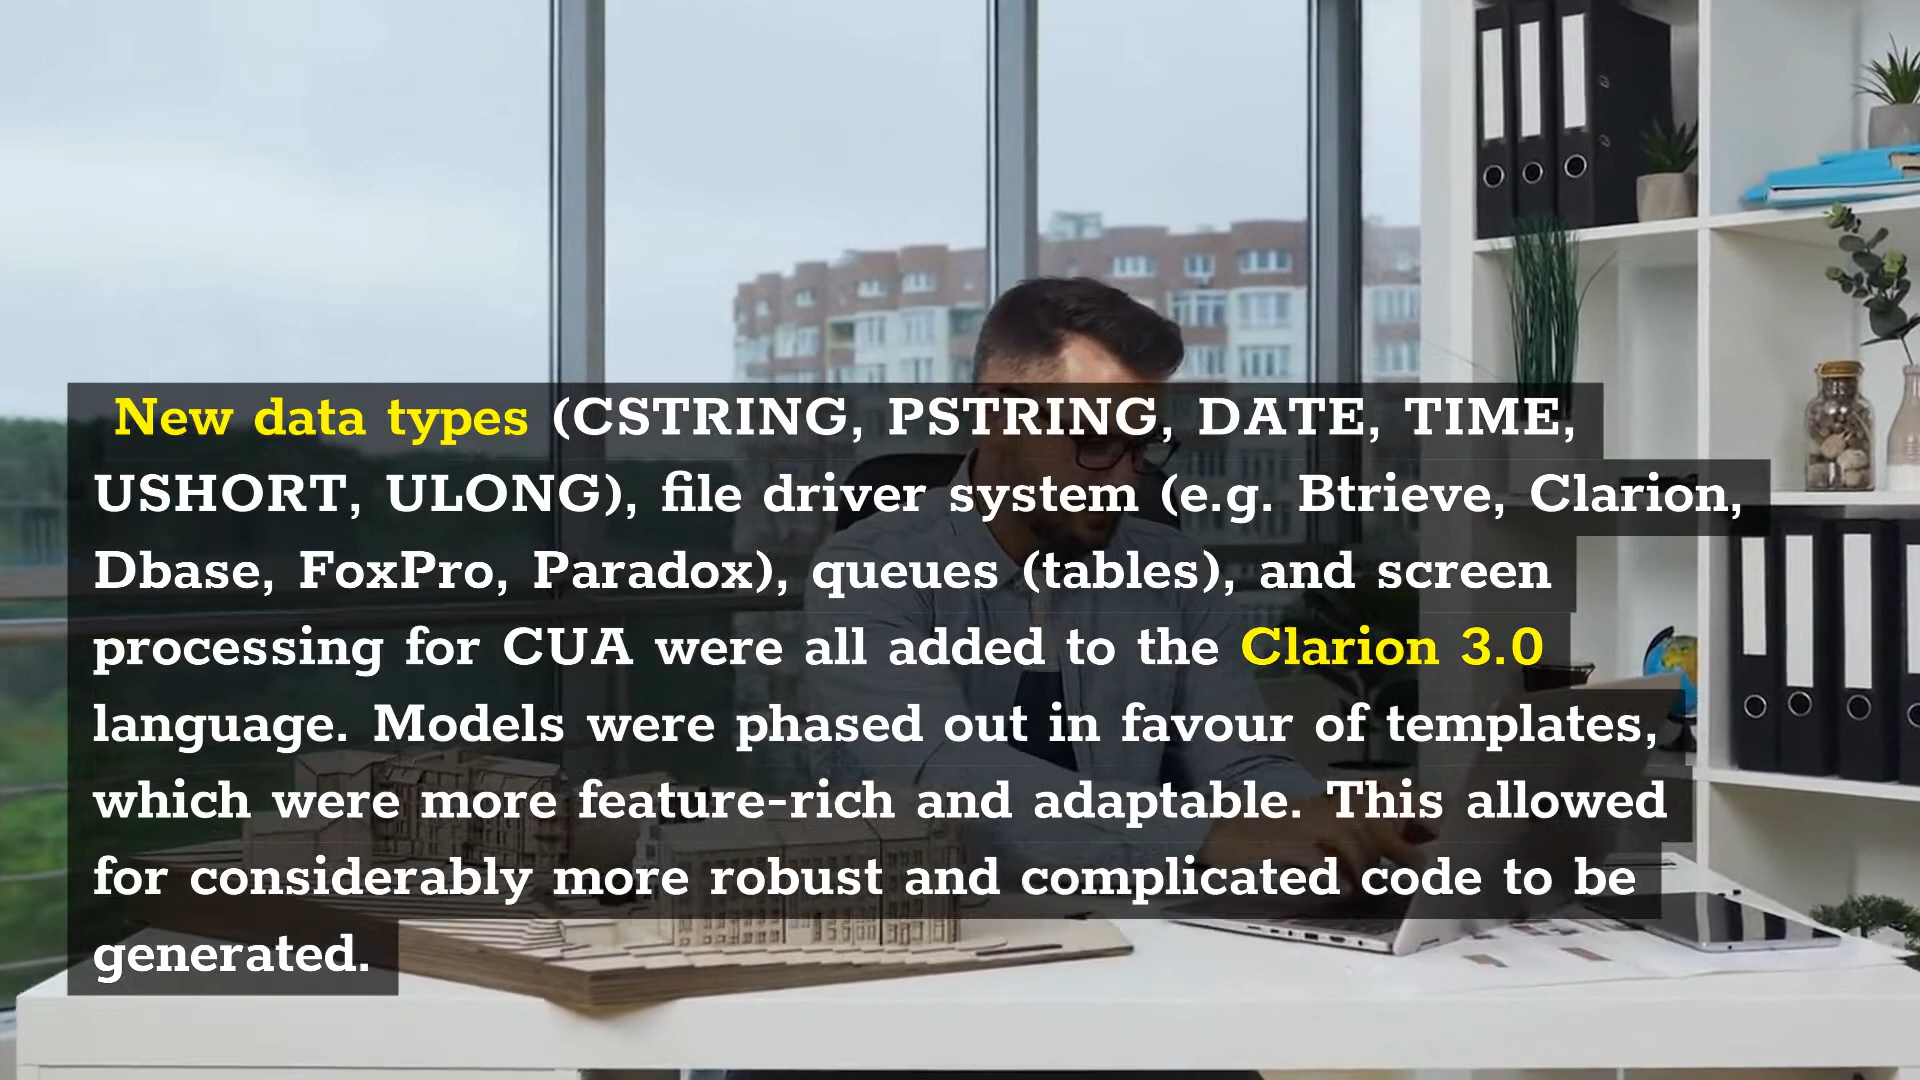 New data types (CSTRING, PSTRING, DATE, TIME,
USHORT, ULONG), file driver system (e.g. Btrieve, Clarion,
Dbase, FoxPro, Paradox), queues (tables), and screen
processing for CUA were all added to the Clarion 3.0
language. Models were phased out in favour of templates,
which were more feature-rich and adaptable. This allowed
for considerably more robust and complicated code to be
generated.